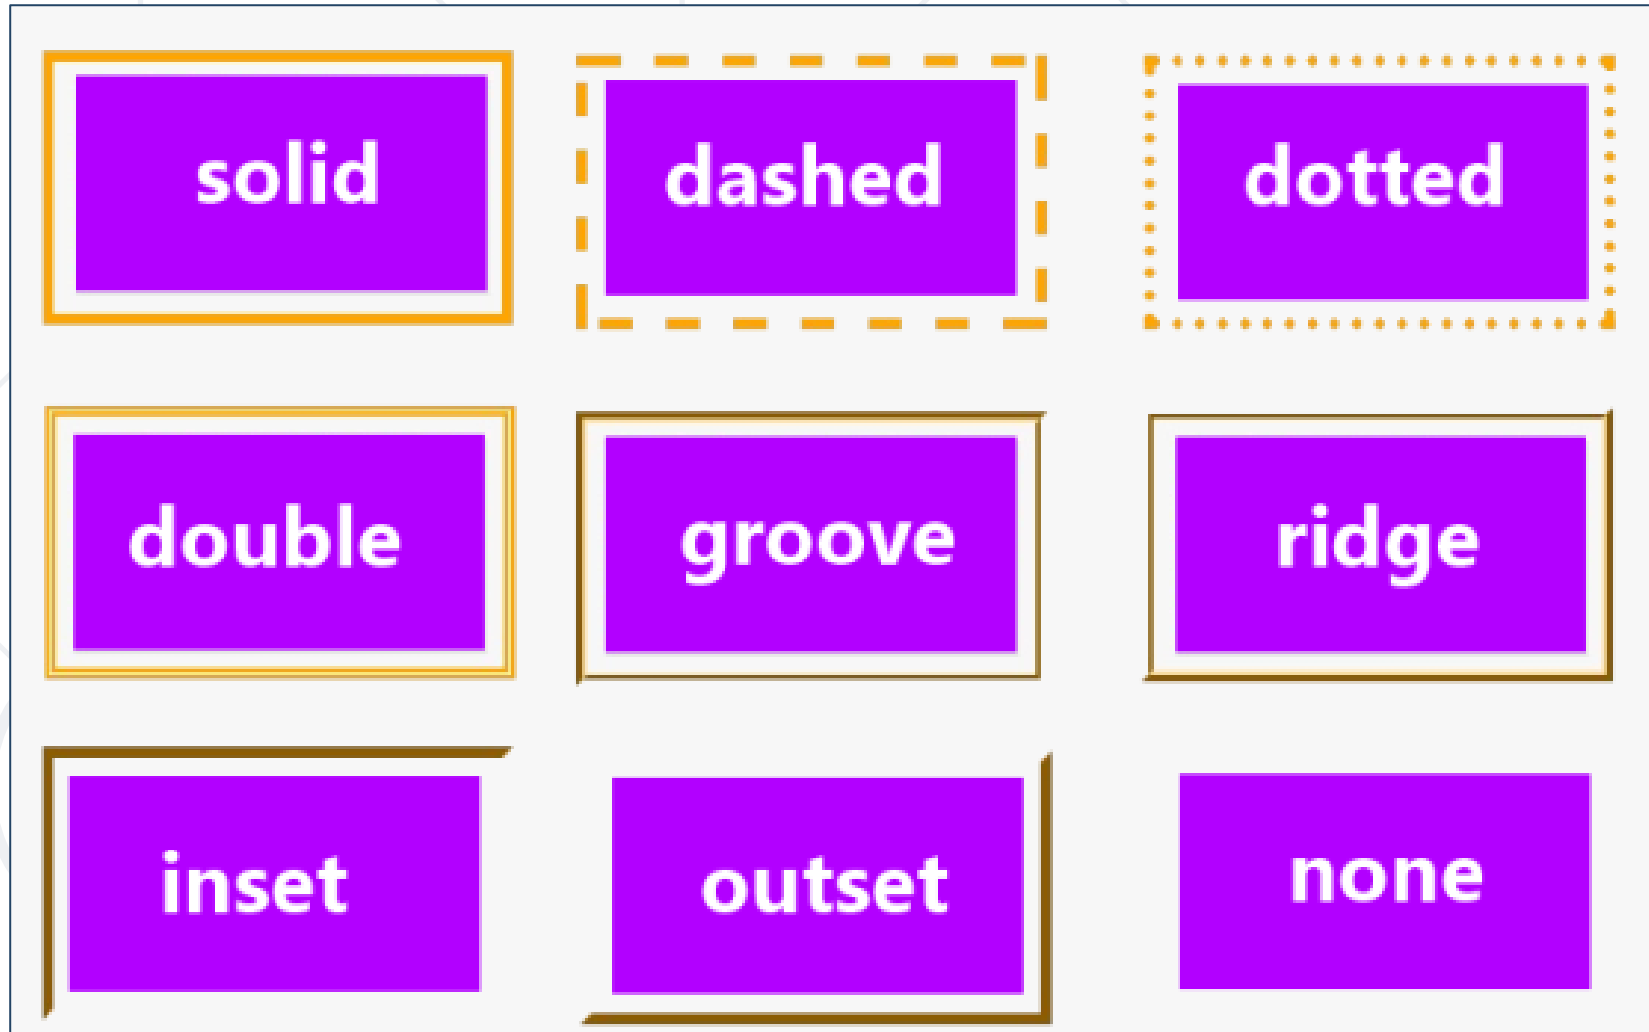 solid
dashed
dotted
double
groove
ridge
inset
outset
none